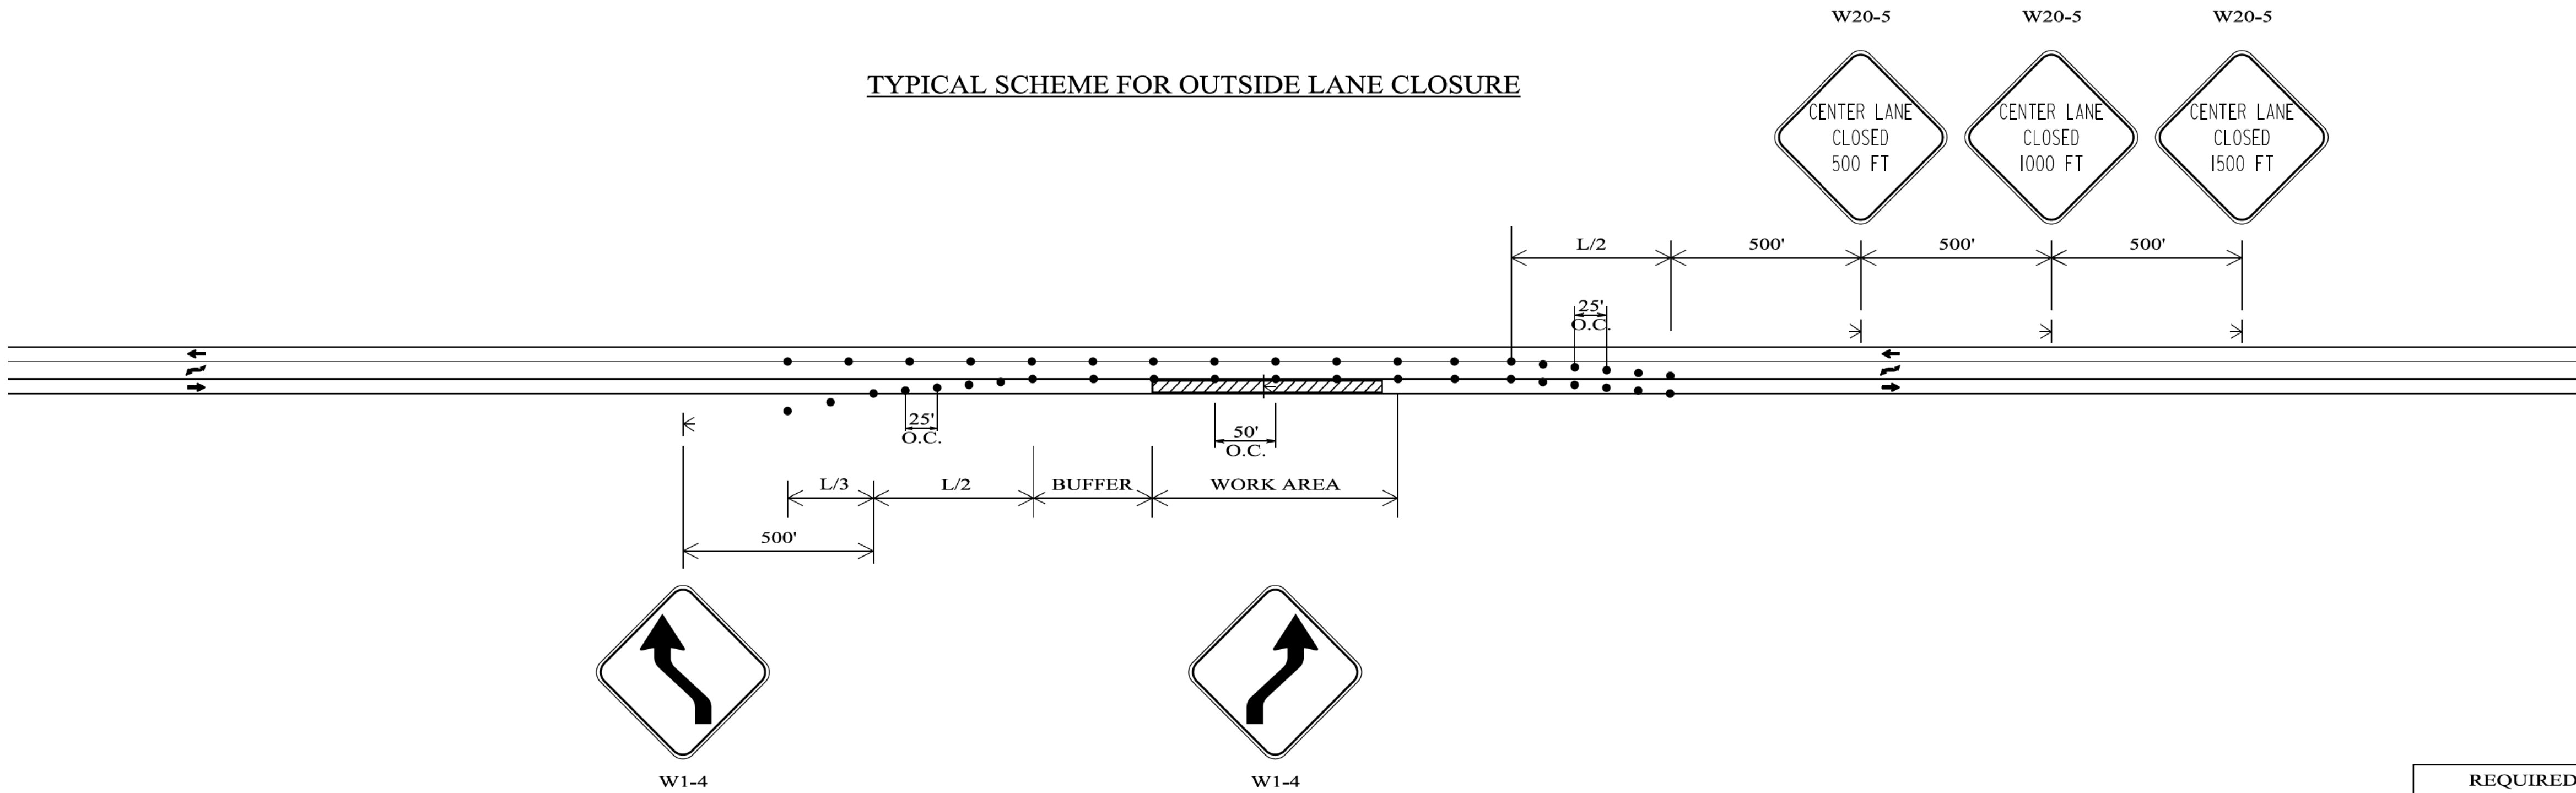 W20-5
W20-5
W20-5
TYPICAL SCHEME FOR OUTSIDE LANE CLOSURE
CENTER LANE
CLOSED
500 FT
CENTER LANE
CLOSED
1000 FT
CENTER LANE
CLOSED
1500 FT
L/2
500'
500'
500'
25'
O.C.
25'
O.C.
50'
O.C.
L/3
L/2
BUFFER
WORK AREA
500'
W1-4
W1-4
REQUIRED